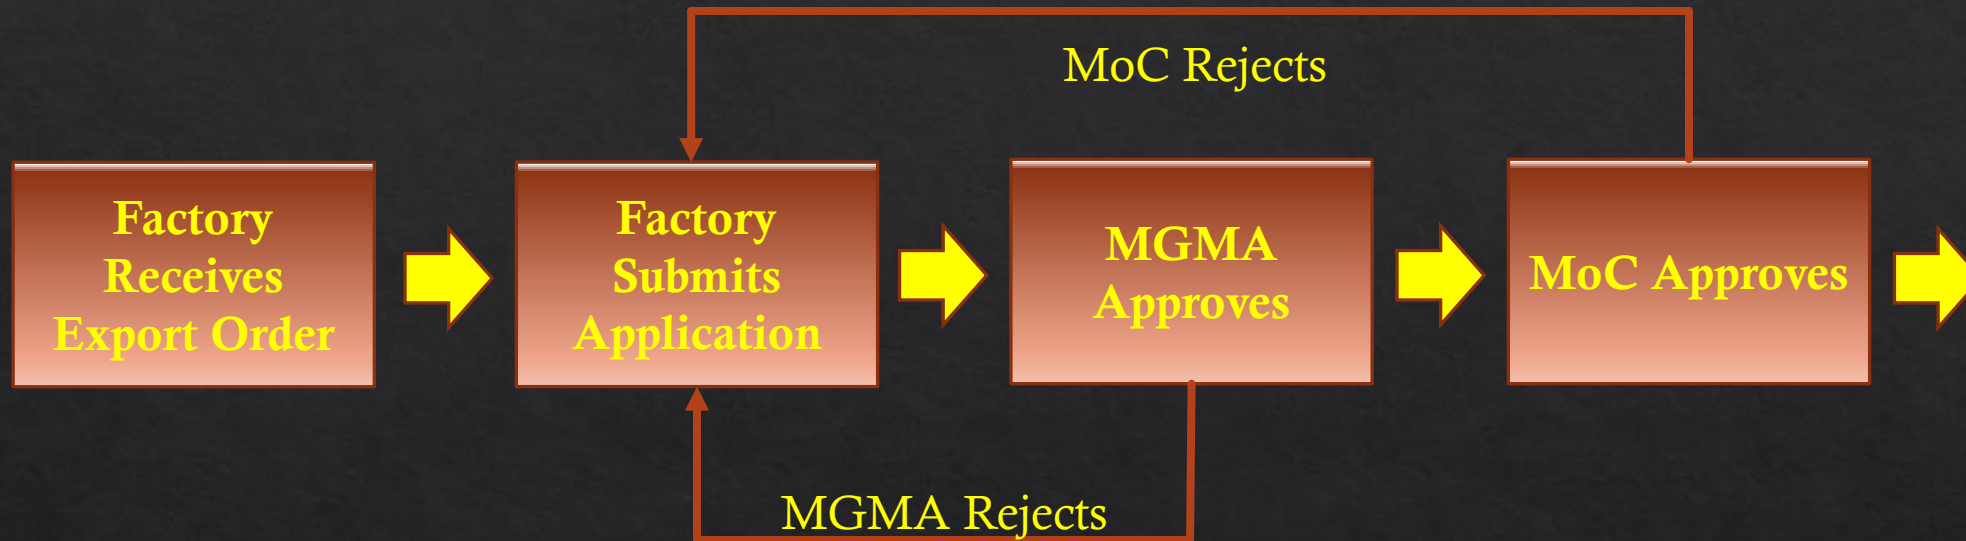 MoC Rejects
Factory
Receives
Export Order
Factory
Submits
Application
MGMA
Approves
MoC Approves
MGMA Rejects